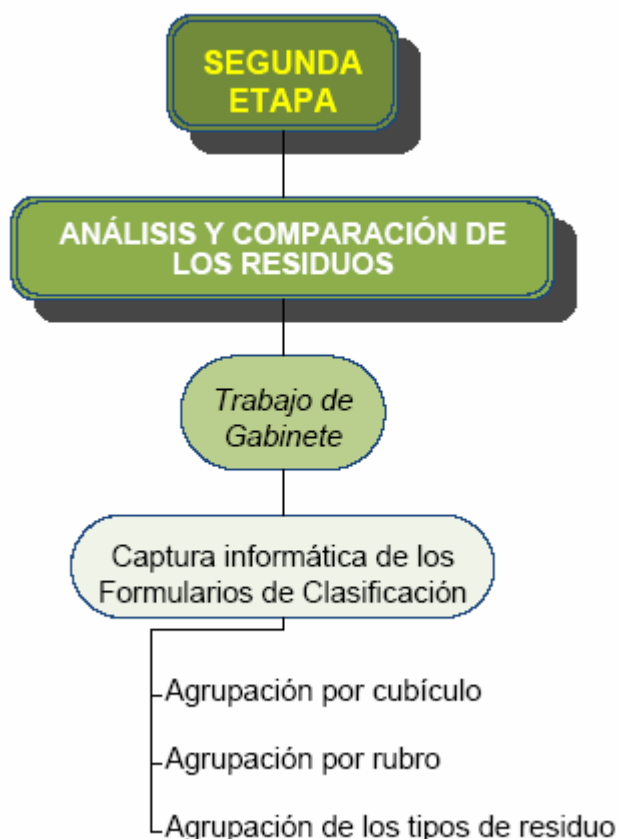 SEGUNDA
ETAPA
ANÁLISIS Y COMPARACIÓN DE
LOS RESIDUOS
Trabajo de
Gabinete
Captura informática de los
Formularios de Clasificación
Agrupación por cubículo
Agrupación por rubro
Agrupación de los tipos de residuo